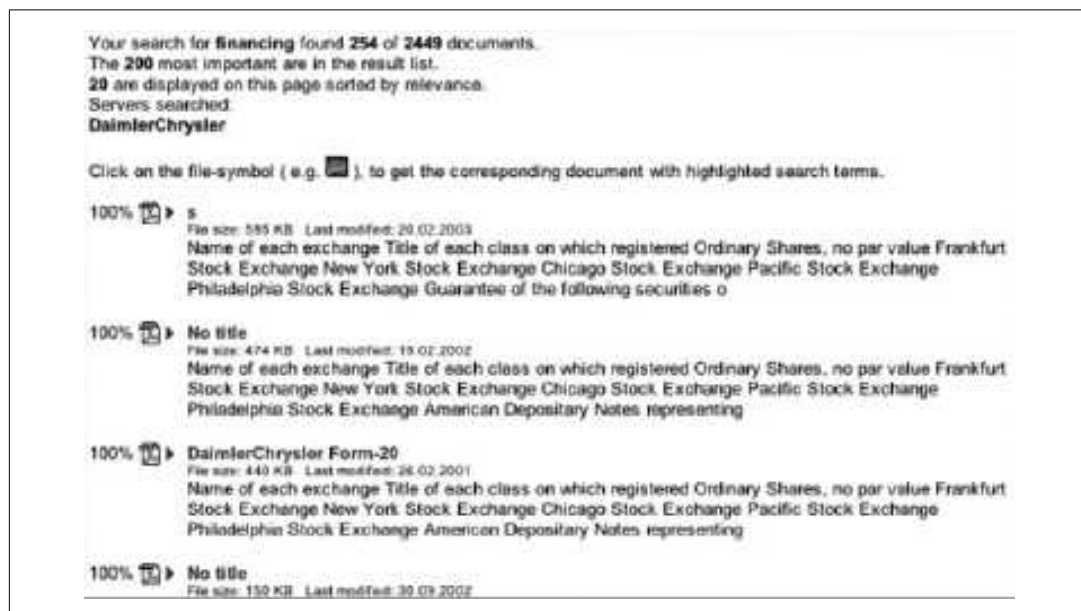 Your search for financing found 254 of 2449 documents.
The 200 most important are in the result list.
20 are displayed on this page sorted by relevance.
Servers searched:
DaimlerChrysler
Click on the file-symbol ( e.g. ), to get the corresponding document with highlighted search terms.
100% s
File size: 595 KB Last modified: 20.02.2003
Name of each exchange Title of each class on which registered Ordinary Shares, no par value Frankfurt
Stock Exchange New York Stock Exchange Chicago Stock Exchange Pacific Stock Exchange
Philadelphia Stock Exchange Guarantee of the following securities o
100% No title
File size: 474 KB Last modified: 19.02.2002
Name of each exchange Title of each class on which registered Ordinary Shares, no par value Frankfurt
Stock Exchange New York Stock Exchange Chicago Stock Exchange Pacific Stock Exchange
Philadelphia Stock Exchange American Depositary Notes representing
100% DaimlerChrysler Form-20
File size: 440 KB Last modified: 26.02.2001
Name of each exchange Title of each class on which registered Ordinary Shares, no par value Frankfurt
Stock Exchange New York Stock Exchange Chicago Stock Exchange Pacific Stock Exchange
Philadelphia Stock Exchange American Depositary Notes representing
100% No title
File size: 150 KB Last modified: 30.09.2002